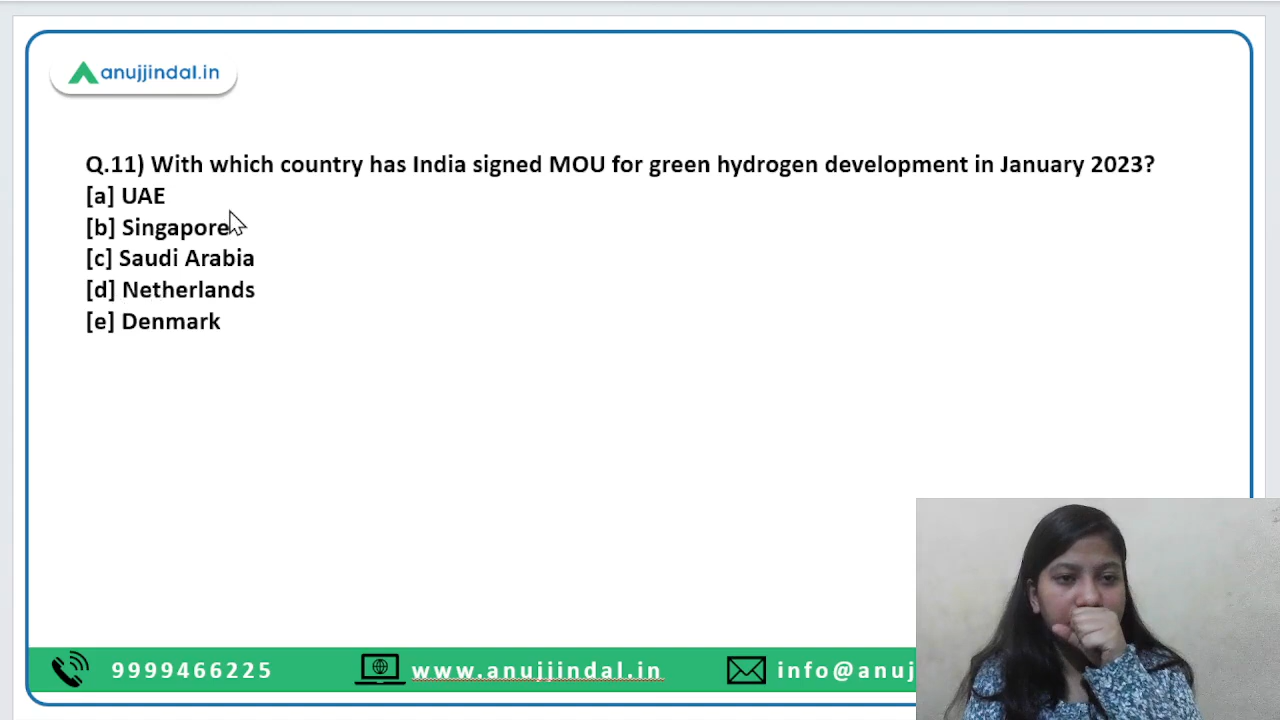 anujjindal.in
Q.11) With which country has India signed MOU for green hydrogen development in January 2023?
[a] UAE
[b] Singapore
[c] Saudi Arabia
[d] Netherlands
[e] Denmark
9999466225
www.anujjindal.in
info@anuj